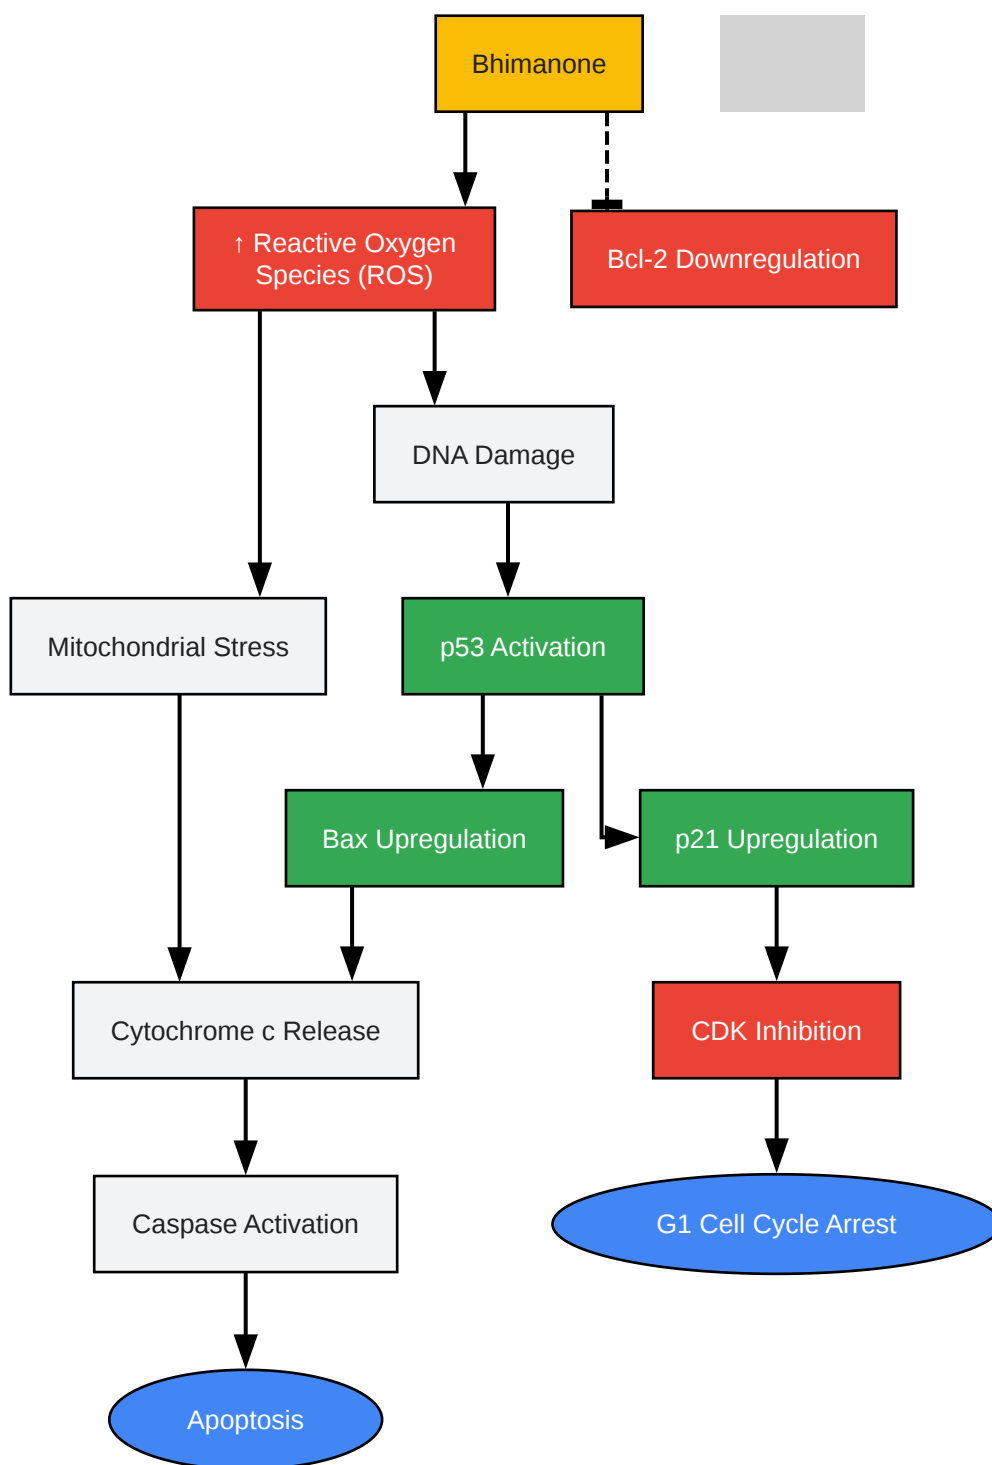 Bhimanone
↑ Reactive Oxygen
Species (ROS)
Bcl-2 Downregulation
DNA Damage
Mitochondrial Stress
p53 Activation
Bax Upregulation
p21 Upregulation
Cytochrome c Release
CDK Inhibition
Caspase Activation
G1 Cell Cycle Arrest
Apoptosis